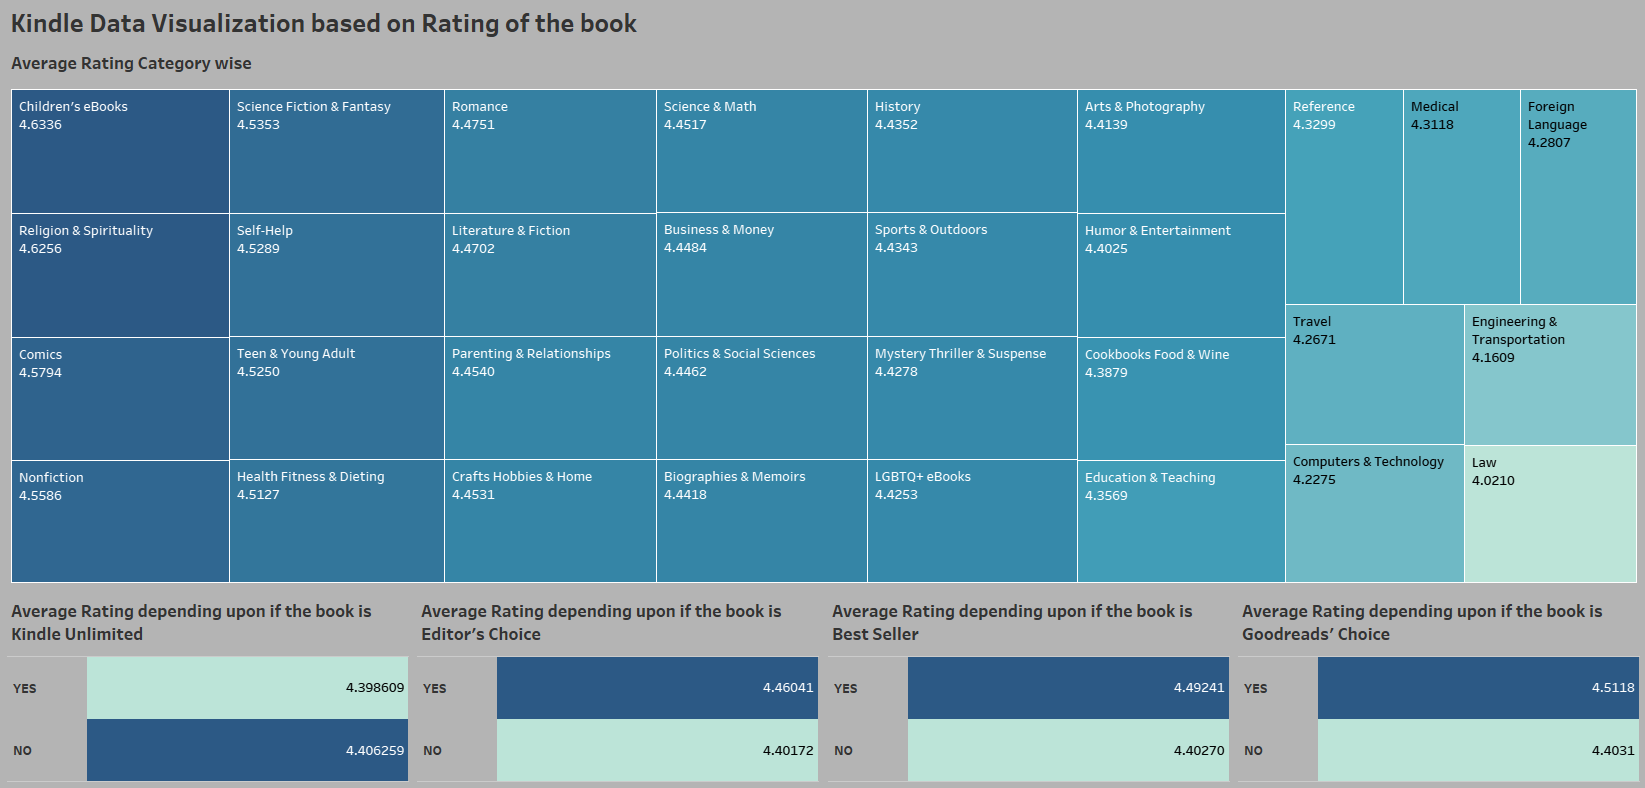 Kindle Data Visualization based on Rating of the book
Average Rating Category wise
Children's eBooks
4.6336
Religion & Spirituality
4.6256
Comics
4.5794
Nonfiction
4.5586
Science Fiction & Fantasy
4.5353
Self-Help
4.5289
Teen & Young Adult
4.5250
Health Fitness & Dieting
4.5127
Romance
4.4751
Literature & Fiction
4.4702
Parenting & Relationships
4.4540
Crafts Hobbies & Home
4.4531
Science & Math
4.4517
Business & Money
4.4484
Politics & Social Sciences
4.4462
Biographies & Memoirs
4.4418
History
4.4352
Sports & Outdoors
4.4343
Mystery Thriller & Suspense
4.4278
LGBTQ+ eBooks
4.4253
Arts & Photography
4.4139
Humor & Entertainment
4.4025
Cookbooks Food & Wine
4.3879
Education & Teaching
4.3569
Reference
4.3299
Medical
4.3118
Foreign
Language
4.2807
Travel
4.2671
Engineering &
Transportation
4.1609
Computers & Technology
4.2275
Law
4.0210
Average Rating depending upon if the book is
Kindle Unlimited
YES
4.398609
NO
4.406259
Average Rating depending upon if the book is
Editor's Choice
YES
4.46041
NO
4.40172
Average Rating depending upon if the book is
Best Seller
YES
4.49241
NO
4.40270
Average Rating depending upon if the book is
Goodreads' Choice
YES
4.5118
NO
4.4031